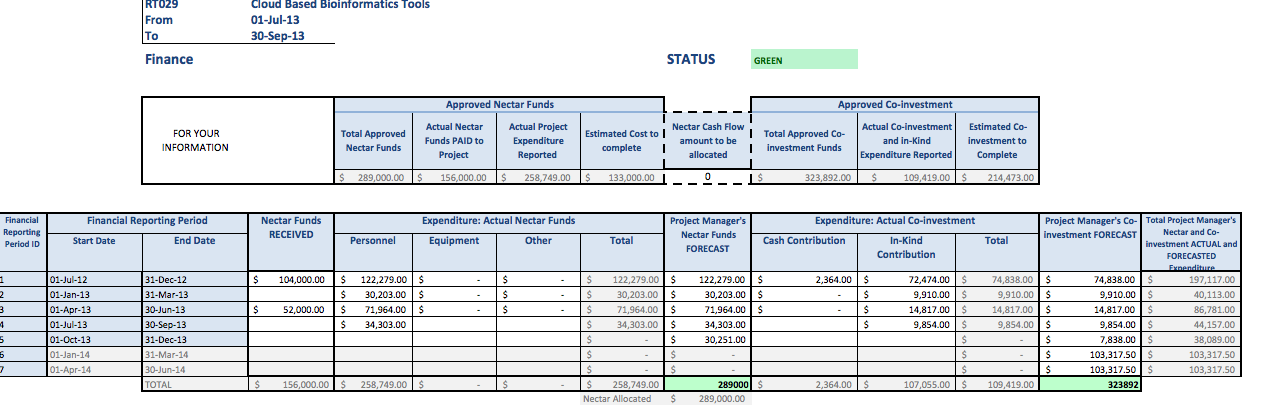 RT029 Cloud Based Bioinformatics Tools
From 01-Jul-13
To 30-Sep-13
Finance STATUS GREEN
FOR YOUR INFORMATION
Approved Nectar Funds Approved Co-investment
Total Approved Nectar Funds Actual Nectar Funds PAID to Project Actual Project Expenditure Reported Estimated Cost to complete Nectar Cash Flow amount to be allocated Total Approved Co-investment Funds Actual Co-investment and in-Kind Expenditure Reported Estimated Co-investment to Complete
$ 289,000.00 $ 156,000.00 $ 258,749.00 $ 133,000.00 0 $ 323,892.00 $ 109,419.00 $ 214,473.00
Financial Reporting Period ID Financial Reporting Period Nectar Funds RECEIVED Expenditure: Actual Nectar Funds Project Manager's Nectar Funds FORECAST Expenditure: Actual Co-investment Project Manager's Co-investment FORECAST Total Project Manager's Nectar and Co-investment ACTUAL and FORECASTED Expenditure
Start Date End Date Personnel Equipment Other Total Cash Contribution In-Kind Contribution Total
1 01-Jul-12 31-Dec-12 $ 104,000.00 $ 122,279.00 $ - $ - $ 122,279.00 $ 122,279.00 $ 2,364.00 $ 72,474.00 $ 74,838.00 $ 74,838.00 $ 197,117.00
2 01-Jan-13 31-Mar-13 $ 30,203.00 $ - $ - $ 30,203.00 $ 30,203.00 $ - $ 9,910.00 $ 9,910.00 $ 9,910.00 $ 40,113.00
3 01-Apr-13 30-Jun-13 $ 52,000.00 $ 71,964.00 $ - $ - $ 71,964.00 $ 71,964.00 $ - $ 14,817.00 $ 14,817.00 $ 14,817.00 $ 86,781.00
4 01-Jul-13 30-Sep-13 $ 34,303.00 $ 34,303.00 $ 34,303.00 $ 9,854.00 $ 9,854.00 $ 9,854.00 $ 44,157.00
5 01-Oct-13 31-Dec-13 $ - $ 30,251.00 $ - $ 7,838.00 $ 38,089.00
6 01-Jan-14 31-Mar-14 $ - $ - $ - $ 103,317.50 $ 103,317.50
7 01-Apr-14 30-Jun-14 $ - $ - $ - $ 103,317.50 $ 103,317.50
TOTAL $ 156,000.00 $ 258,749.00 $ - $ - $ 258,749.00 289000 $ 2,364.00 $ 107,055.00 $ 109,419.00 323892
Nectar Allocated $ 289,000.00